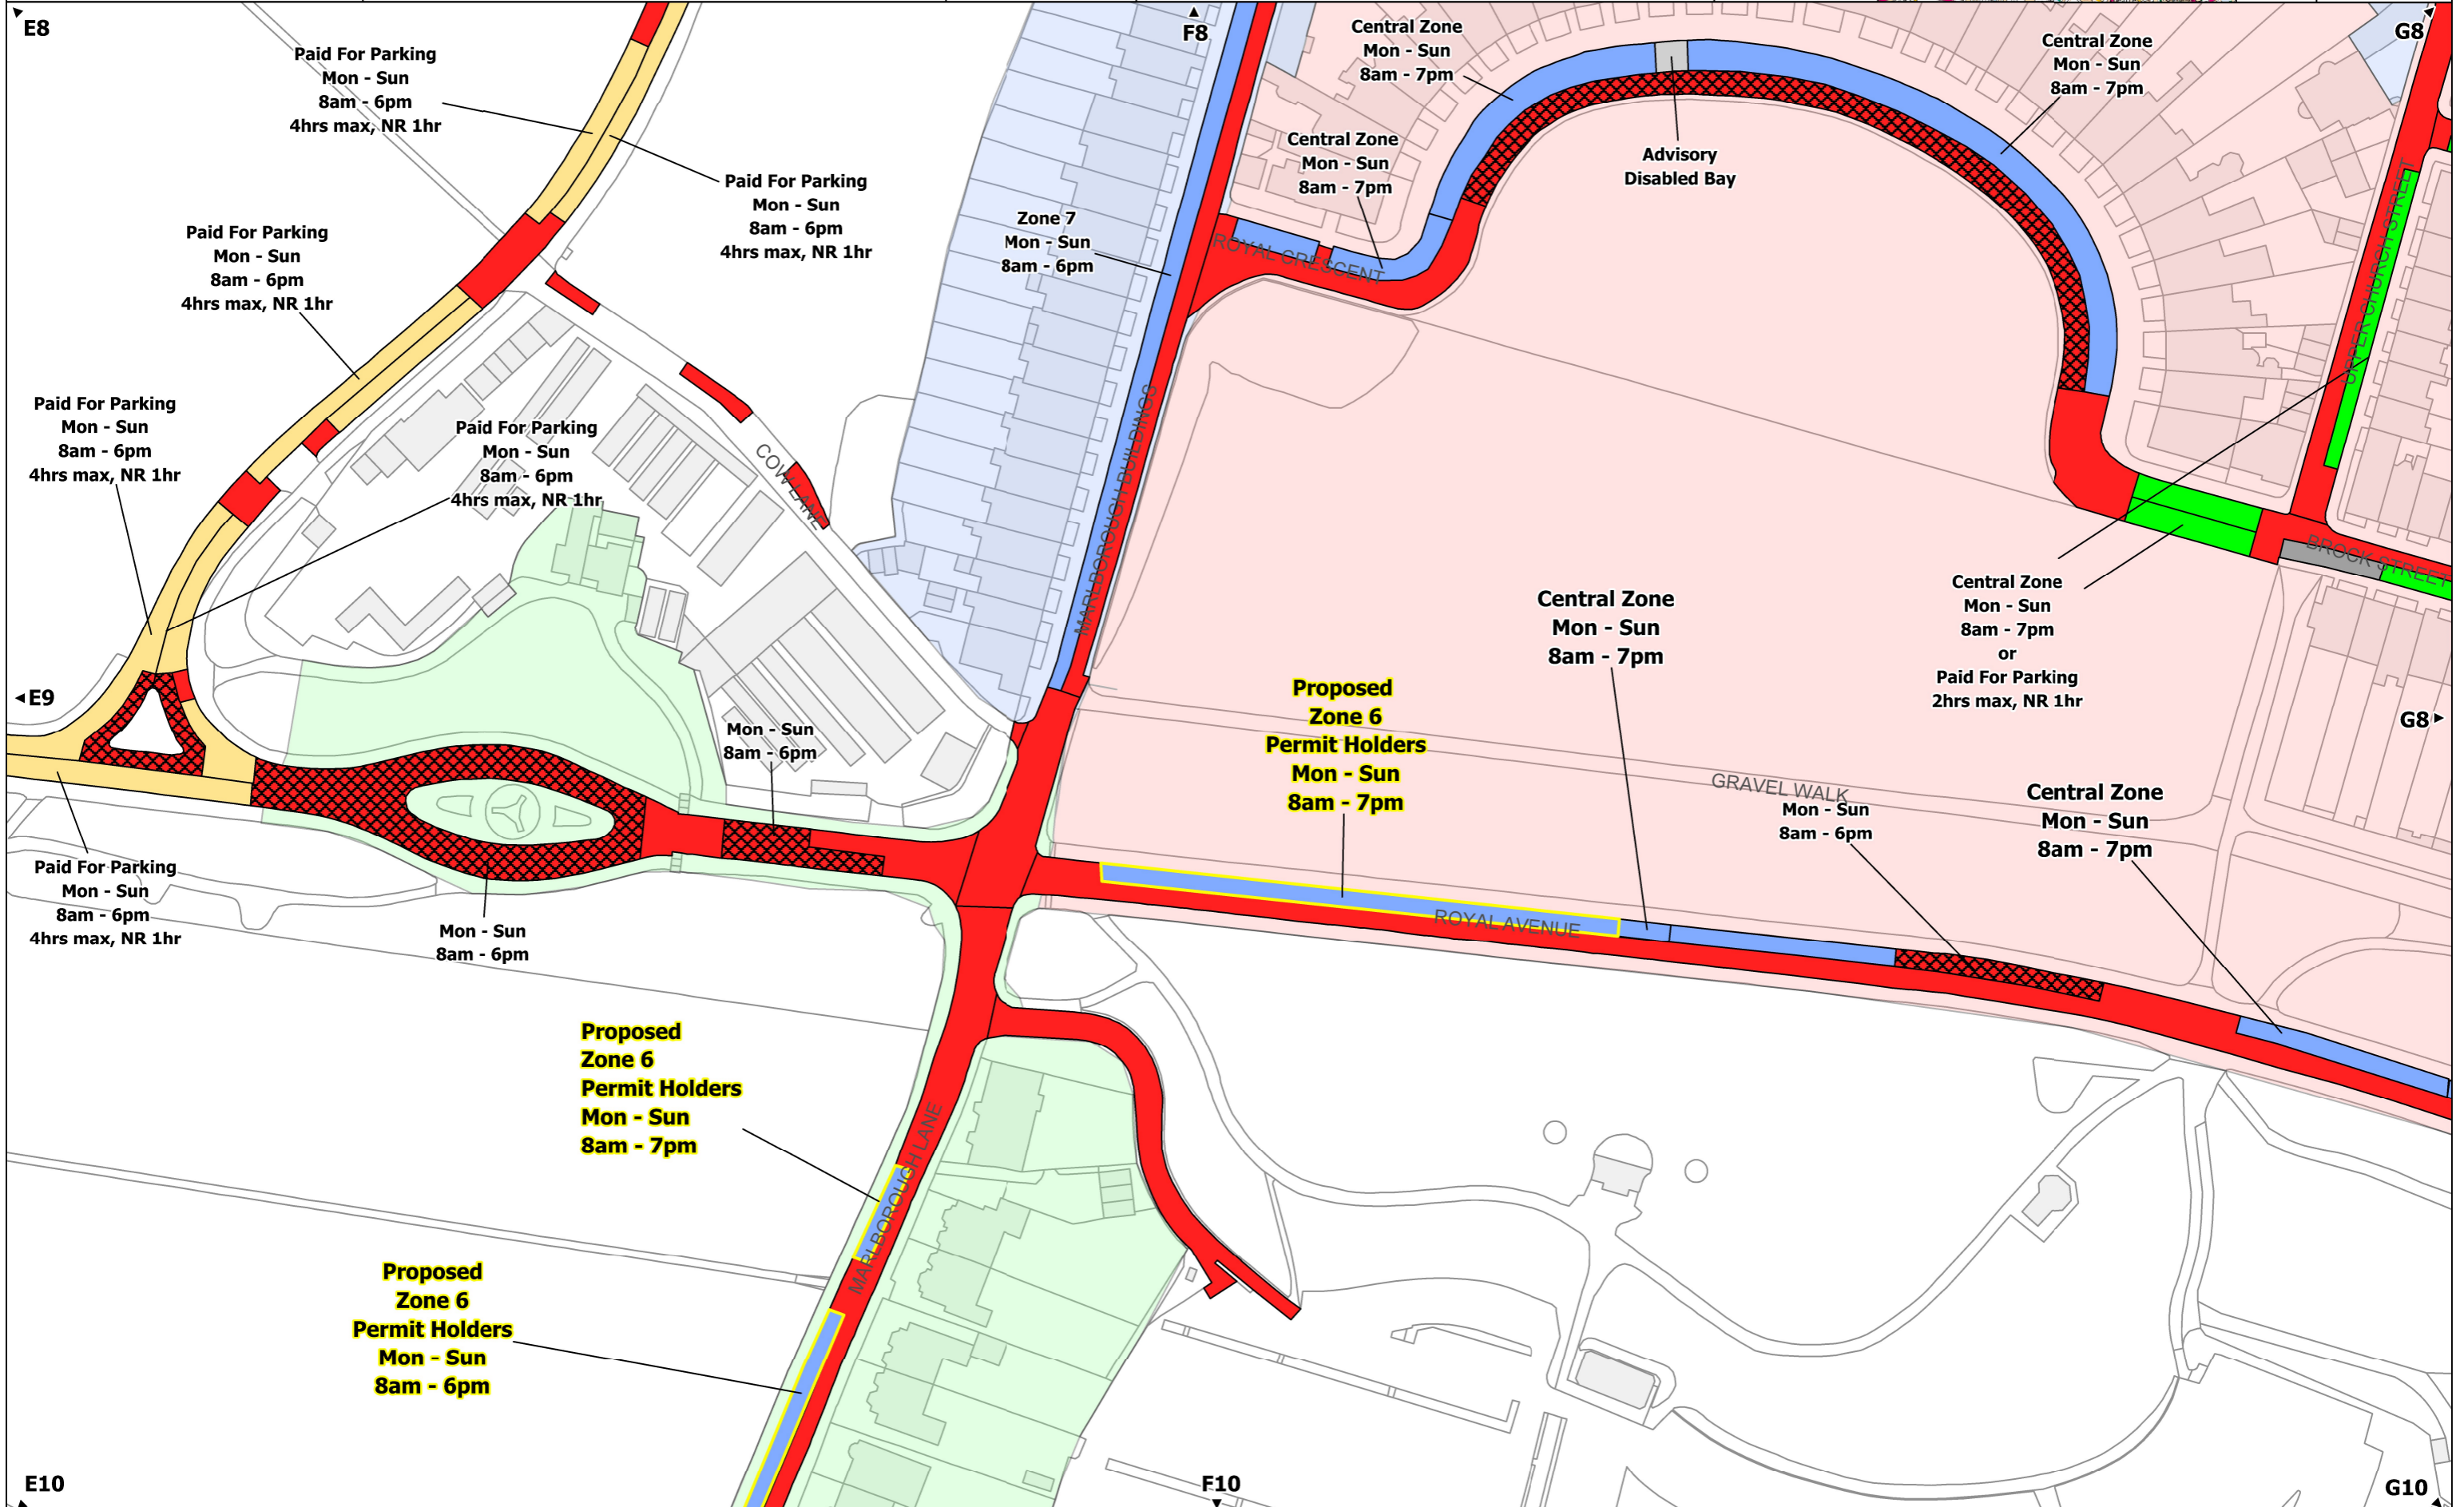 E8
F8
G8
Paid For Parking
Mon - Sun
8am - 6pm
4hrs max, NR 1hr
Central Zone
Mon - Sun
8am - 7pm
Central Zone
Mon - Sun
8am - 7pm
Central Zone
Mon - Sun
8am - 7pm
Advisory
Disabled Bay
Paid For Parking
Mon - Sun
8am - 6pm
4hrs max, NR 1hr
Zone 7
Mon - Sun
8am - 6pm
Paid For Parking
Mon - Sun
8am - 6pm
4hrs max, NR 1hr
ROYAL CRESCENT
UPPER CHURCH STREET
Paid For Parking
Mon - Sun
8am - 6pm
4hrs max, NR 1hr
Paid For Parking
Mon - Sun
8am - 6pm
4hrs max, NR 1hr
COW LANE
MARLBOROUGH BUILDINGS
BROCK STREET
Central Zone
Mon - Sun
8am - 7pm
or
Paid For Parking
2hrs max, NR 1hr
Central Zone
Mon - Sun
8am - 7pm
E9
G8
Proposed
Zone 6
Permit Holders
Mon - Sun
8am - 7pm
Mon - Sun
8am - 6pm
GRAVEL WALK
Mon - Sun
8am - 6pm
Central Zone
Mon - Sun
8am - 7pm
Paid For Parking
Mon - Sun
8am - 6pm
4hrs max, NR 1hr
Mon - Sun
8am - 6pm
ROYAL AVENUE
Proposed
Zone 6
Permit Holders
Mon - Sun
8am - 7pm
MARLBOROUGH LANE
Proposed
Zone 6
Permit Holders
Mon - Sun
8am - 6pm
E10
F10
G10